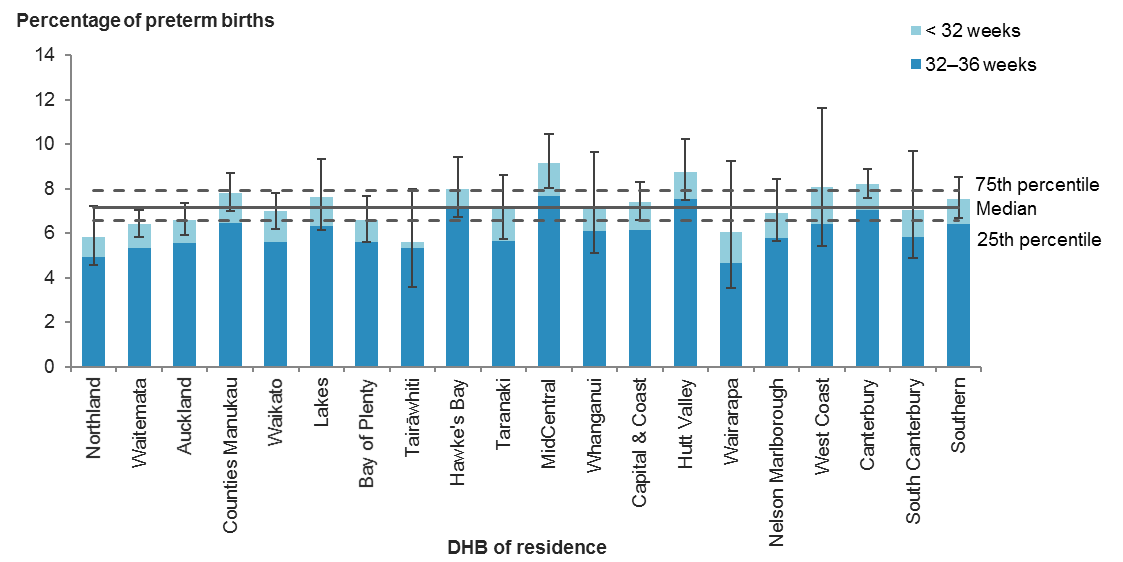 Percentage of preterm births
< 32 weeks
32–36 weeks
14
12
10
8
6
4
2
0
75th percentile
Median
25th percentile
Northland
Waitemata
Auckland
Counties Manukau
Waikato
Lakes
Bay of Plenty
Tairāwhiti
Hawke's Bay
Taranaki
MidCentral
Whanganui
Capital & Coast
Hutt Valley
Wairarapa
Nelson Marlborough
West Coast
Canterbury
South Canterbury
Southern
DHB of residence